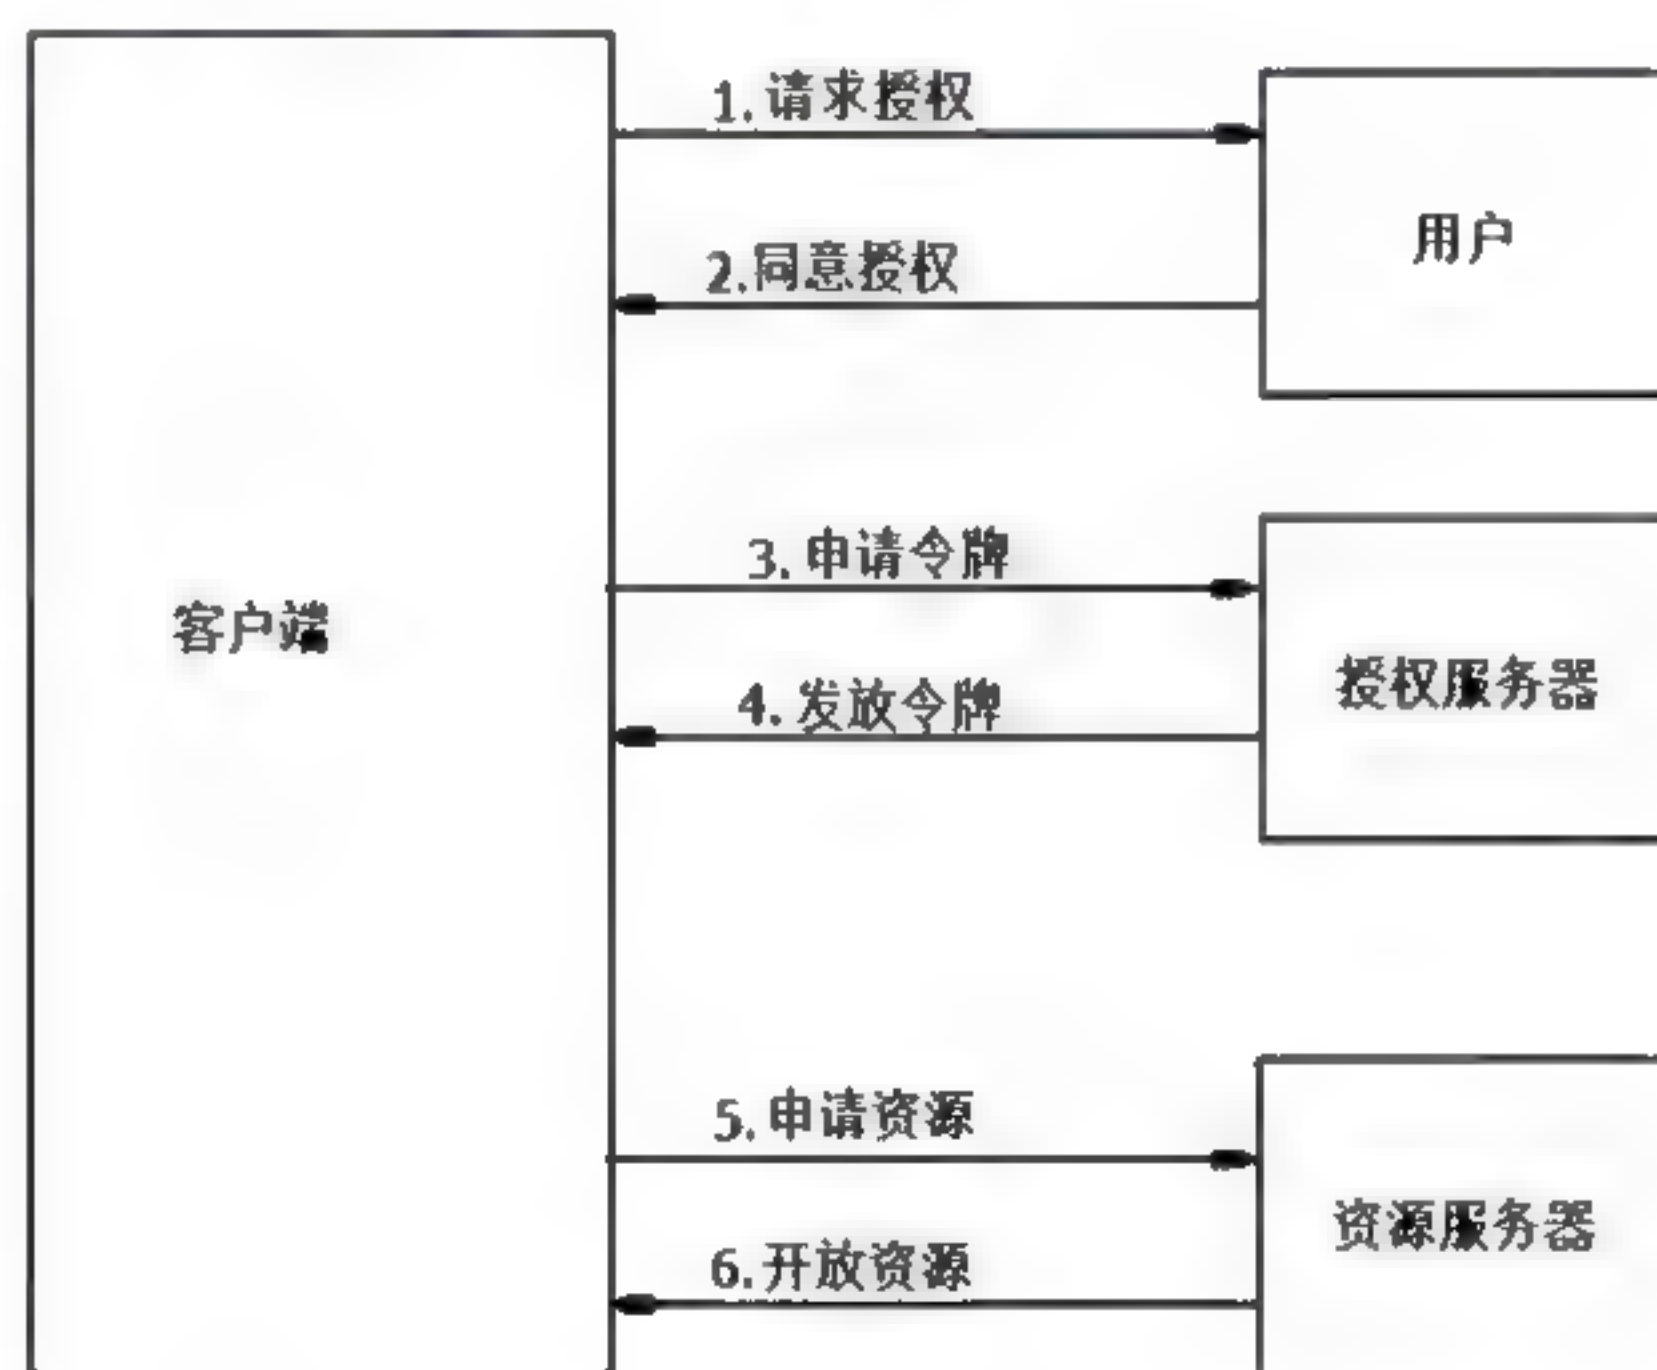 1. 请求授权
用户
2.同意授权
3. 申请令牌
客户端
授权服务器
4. 发放令牌
5. 申请资源
资源服务器
6.开放资源